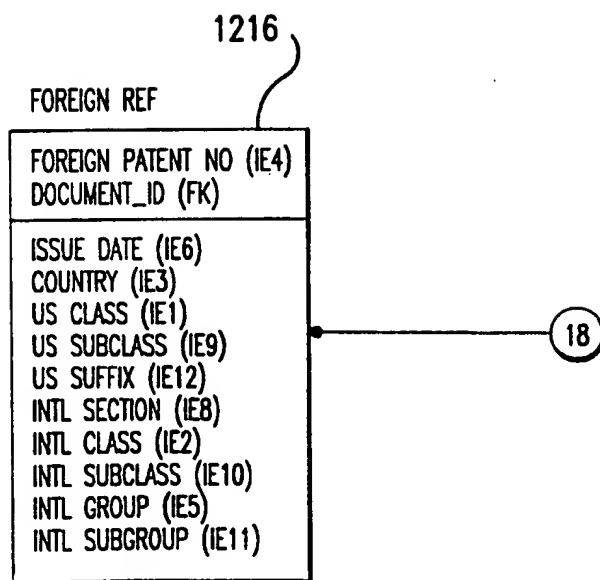 1216
FOREIGN REF
FOREIGN PATENT NO (IE4)
DOCUMENT_ID (FK)
ISSUE DATE (IE6)
COUNTRY (IE3)
US CLASS (IE1)
US SUBCLASS (IE9)
US SUFFIX (IE12)
INTL SECTION (IE8)
INTL CLASS (IE2)
INTL SUBCLASS (IE10)
INTL GROUP (IE5)
INTL SUBGROUP (IE11)
18